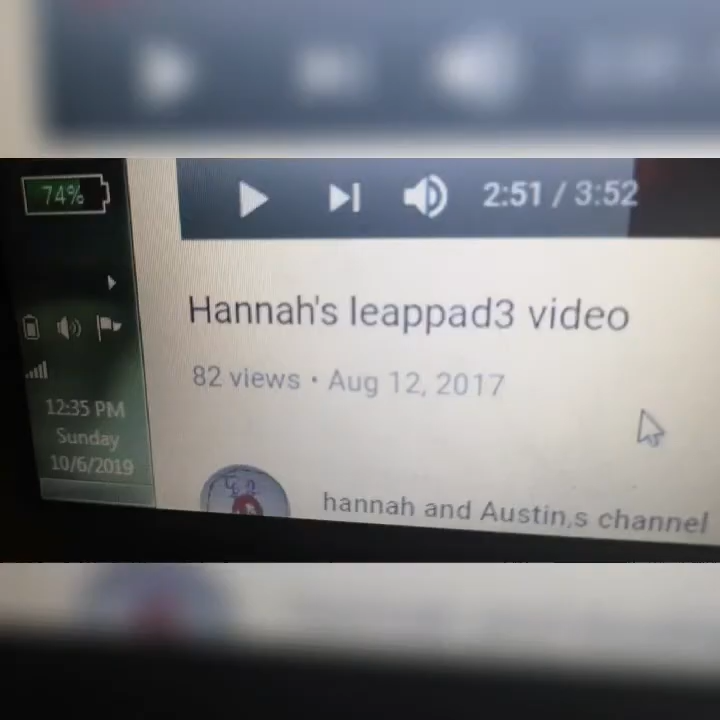 74%
2:51 / 3:52
Hannah's leappad3 video
82 views • Aug 12, 2017
12:35 PM
Sunday
10/6/2019
hannah and Austin,s channel